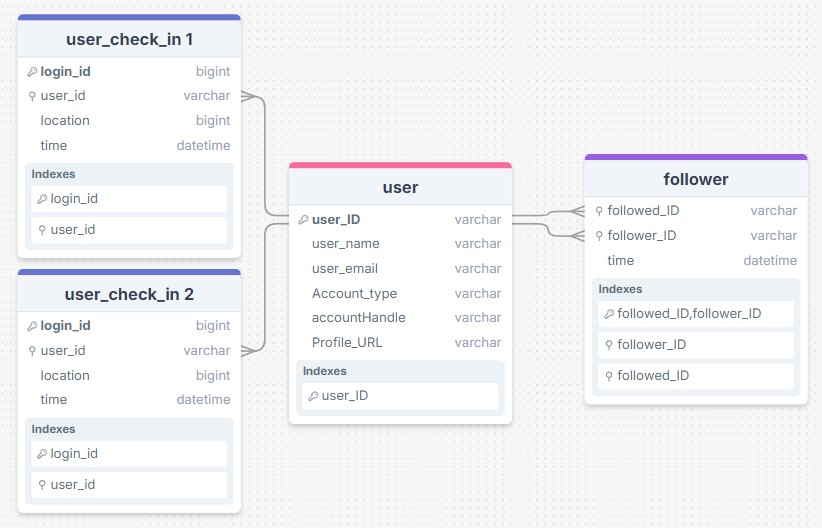 user_check_in 1
login_id bigint
user_id varchar
location bigint
time datetime
Indexes
login_id
user_id
user_check_in 2
login_id bigint
user_id varchar
location bigint
time datetime
Indexes
login_id
user_id
user
user_ID varchar
user_name varchar
user_email varchar
Account_type varchar
accountHandle varchar
Profile_URL varchar
Indexes
user_ID
follower
followed_ID varchar
follower_ID varchar
time datetime
Indexes
followed_ID,follower_ID
follower_ID
followed_ID